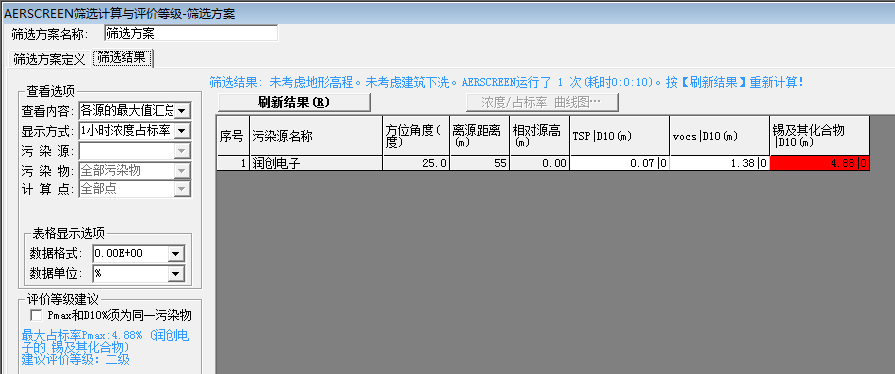 AERSCREEN筛选计算与评价等级-筛选方案
筛选方案名称: 筛选方案
筛选方案定义 筛选结果
筛选结果: 未考虑地形高程。未考虑建筑下洗。AERSCREEN运行了 1 次(耗时0:0:10)。按【刷新结果】重新计算!
刷新结果(R) 浓度/占标率 曲线图…
查看选项
查看内容: 各源的最大值汇总
显示方式: 1小时浓度占标率
污 染 源:
污 染 物: 全部污染物
计 算 点: 全部点
表格显示选项
数据格式: 0.00E+00
数据单位: %
评价等级建议
Pmax和D10%须为同一污染物
最大占标率Pmax:4.88% (润创电
子的 锡及其化合物)
建议评价等级: 二级
序号 污染源名称 方位角度(度) 离源距离(m) 相对源高(m) TSP|D10(m) vocs|D10(m) 锡及其化合物|D10(m)
1 润创电子 25.0 55 0.00 0.07|0 1.38|0 4.88|0